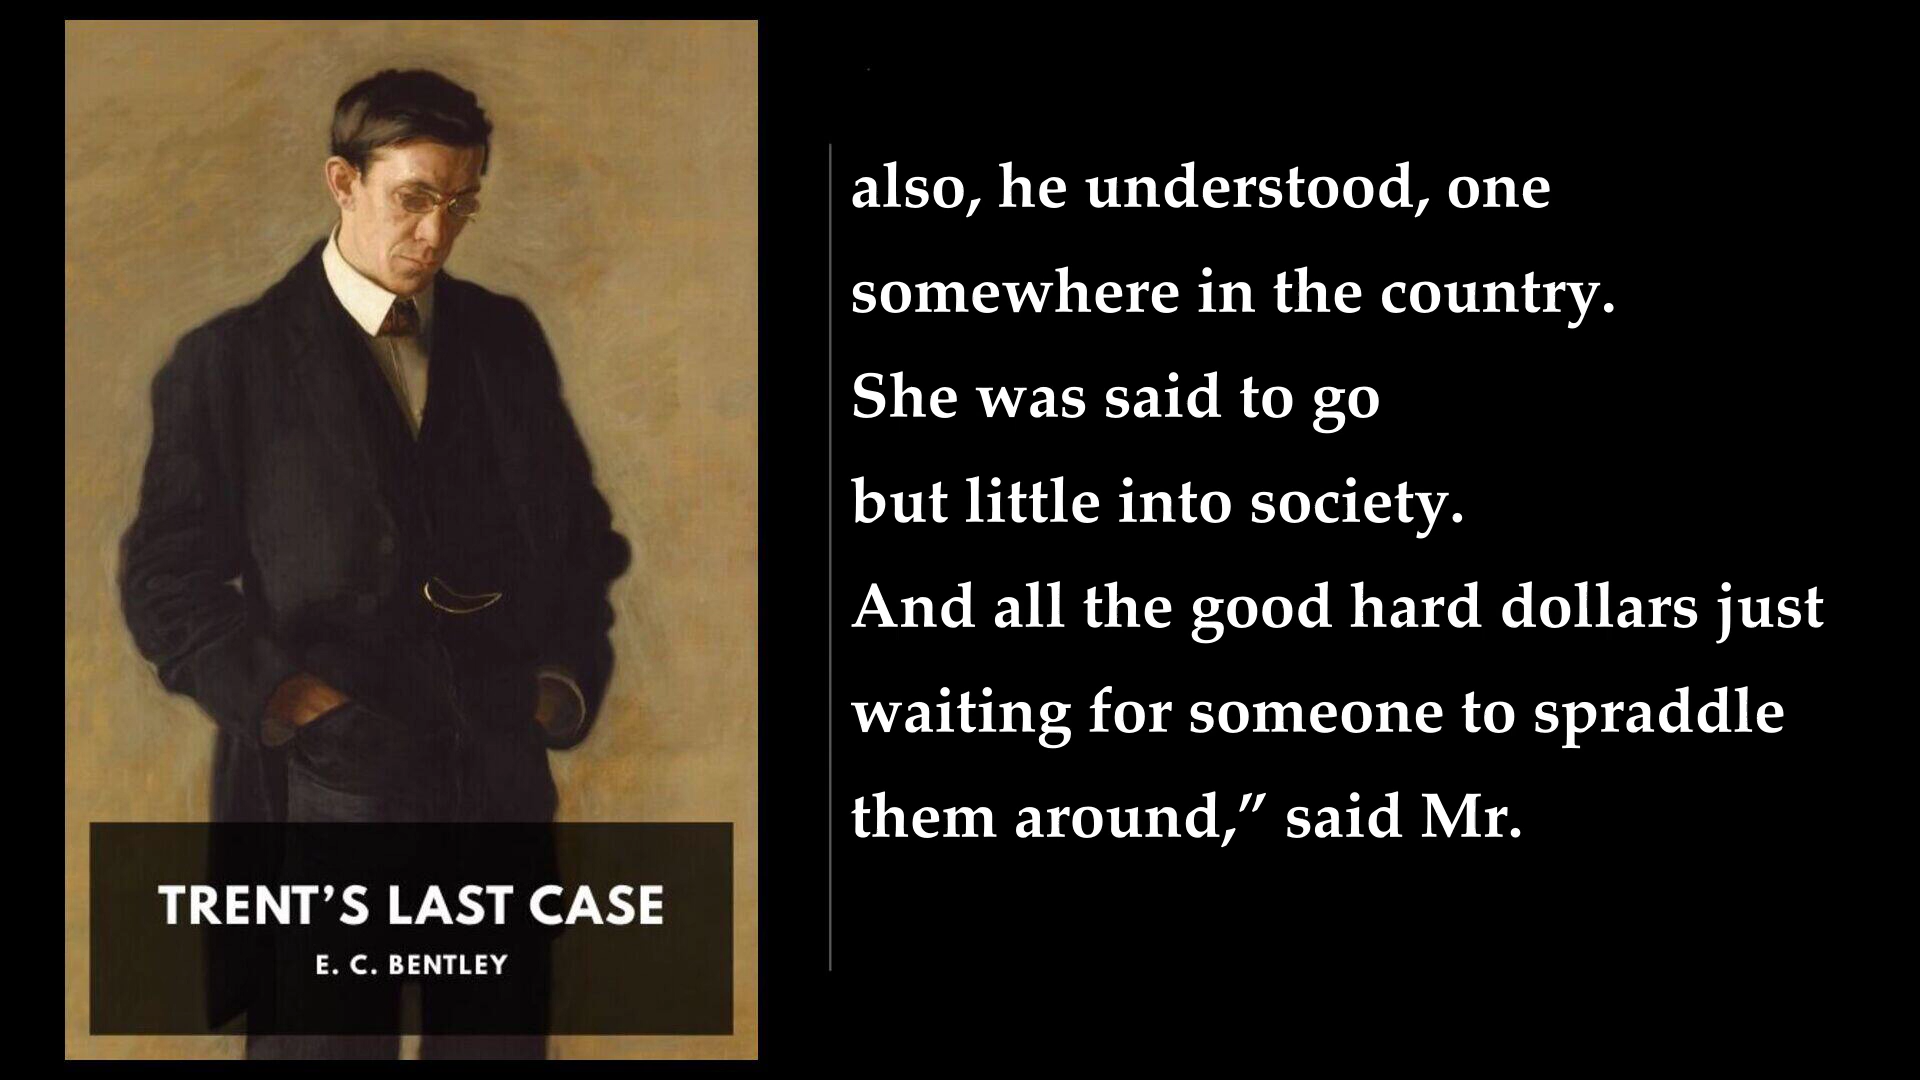 TRENT’S LAST CASE
E. C. BENTLEY
also, he understood, one
somewhere in the country.
She was said to go
but little into society.
And all the good hard dollars just
waiting for someone to spraddle
them around,” said Mr.